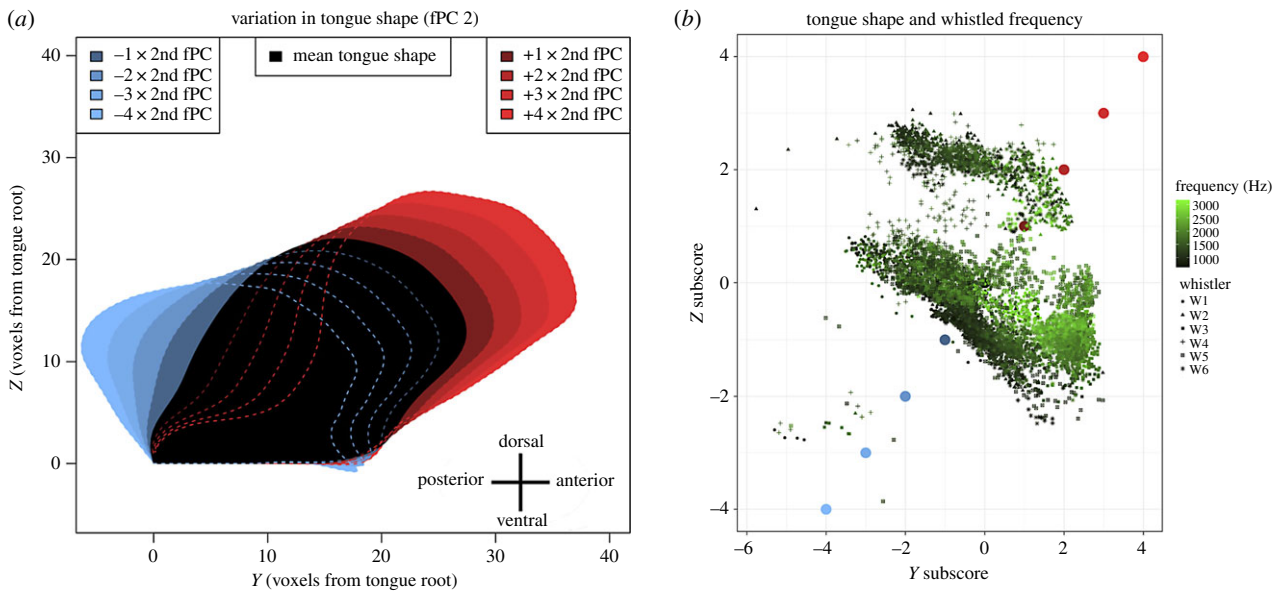 (a)
variation in tongue shape (fPC 2)
–1 × 2nd fPC
–2 × 2nd fPC
–3 × 2nd fPC
–4 × 2nd fPC
mean tongue shape
+1 × 2nd fPC
+2 × 2nd fPC
+3 × 2nd fPC
+4 × 2nd fPC
40
30
20
10
0
Z (voxels from tongue root)
dorsal
posterior
anterior
ventral
0
10
20
30
40
Y (voxels from tongue root)
(b)
tongue shape and whistled frequency
4
2
0
–2
–4
Z subscore
–6
–4
–2
0
2
4
Y subscore
frequency (Hz)
3000
2500
2000
1500
1000
whistler
W1
W2
W3
W4
W5
W6